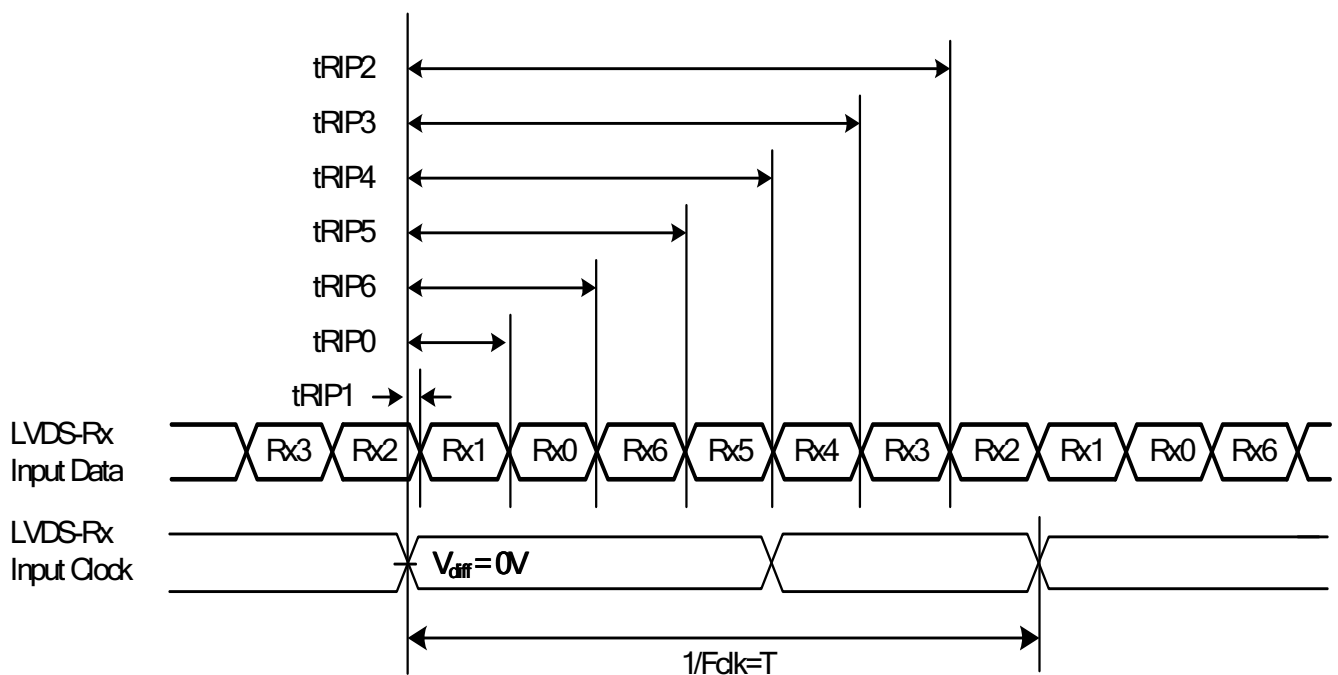 tRIP2
tRIP3
tRIP4
tRIP5
tRIP6
tRIP0
tRIP1
LVDS-Rx
Input Data
Rx3 Rx2 Rx1 Rx0 Rx6 Rx5 Rx4 Rx3 Rx2 Rx1 Rx0 Rx6
LVDS-Rx
Input Clock
Vdiff = 0V
1/Fclk=T